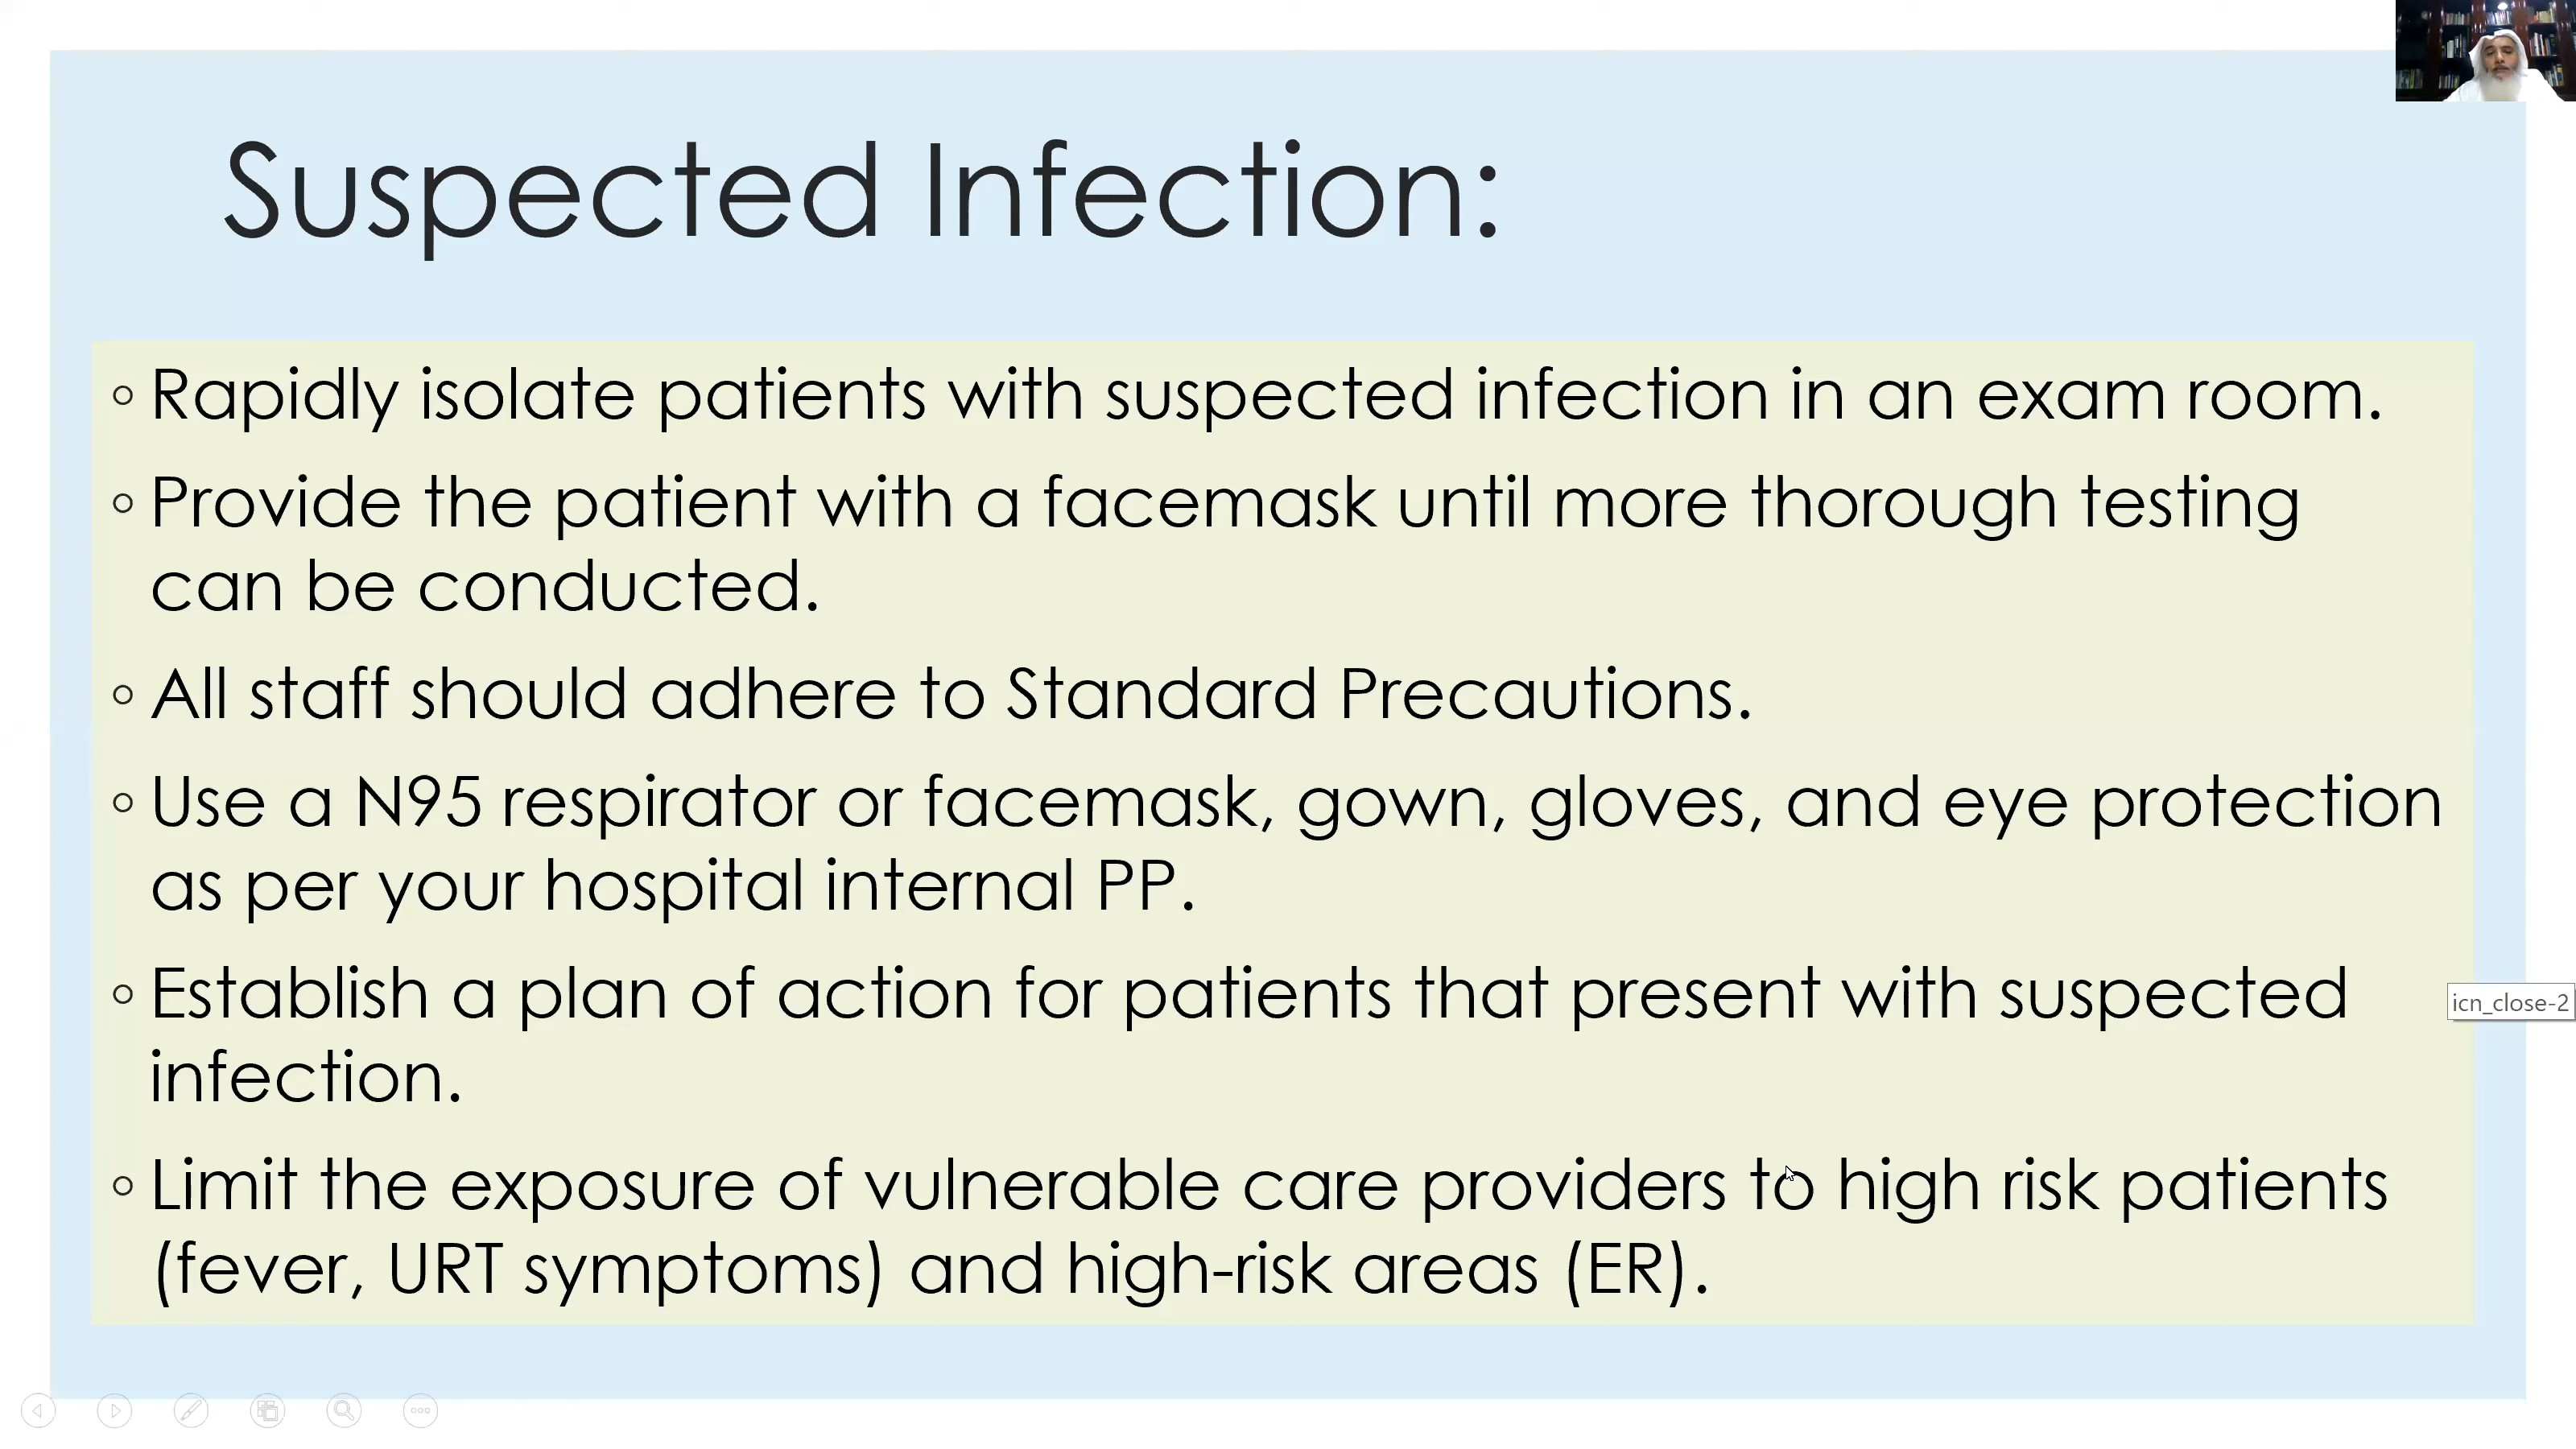 Suspected Infection:
◦ Rapidly isolate patients with suspected infection in an exam room.
◦ Provide the patient with a facemask until more thorough testing
can be conducted.
◦ All staff should adhere to Standard Precautions.
◦ Use a N95 respirator or facemask, gown, gloves, and eye protection
as per your hospital internal PP.
◦ Establish a plan of action for patients that present with suspected
infection.
icn_close-2
◦ Limit the exposure of vulnerable care providers to high risk patients
(fever, URT symptoms) and high-risk areas (ER).